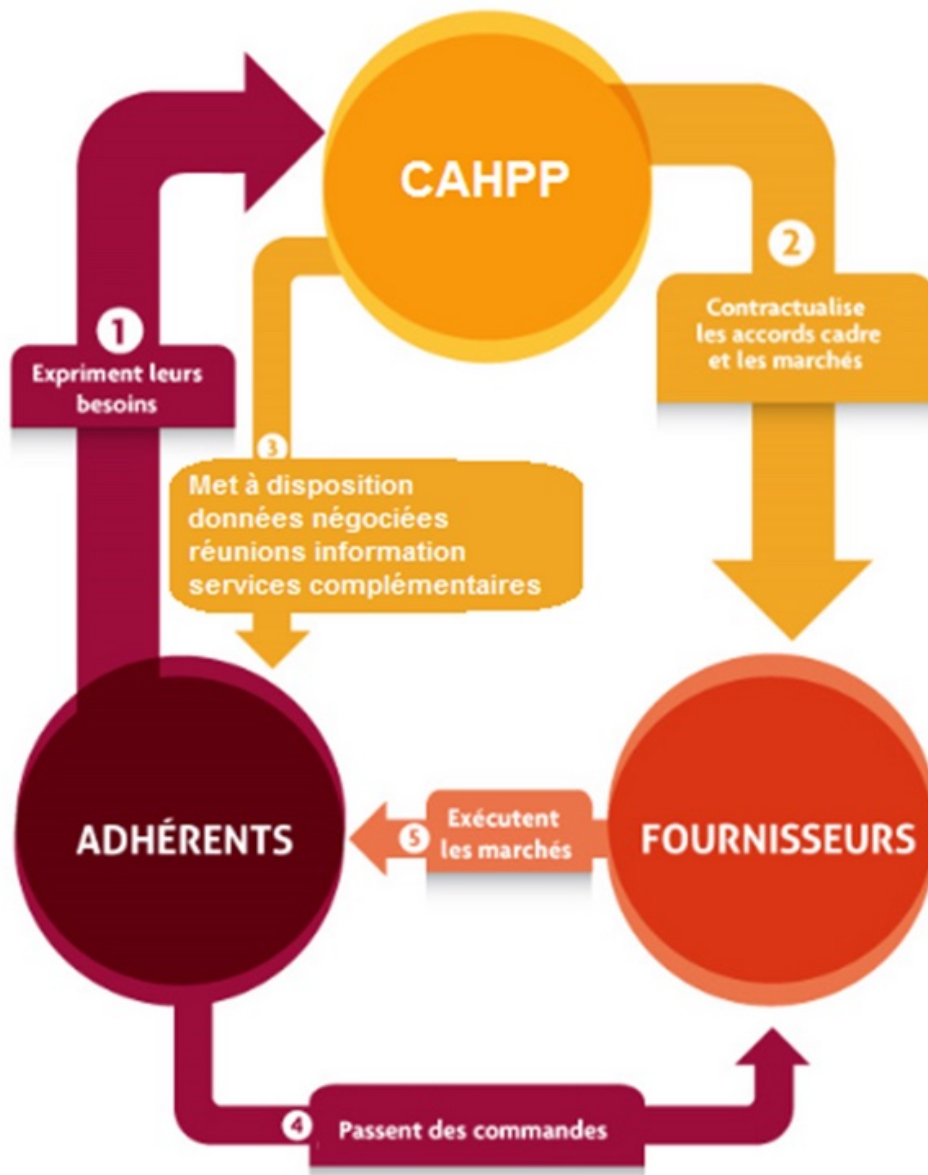 CAHPP
1
Expriment leurs
besoins
2
Contractualise
les accords cadre
et les marchés
3
Met à disposition
données négociées
réunions information
services complémentaires
ADHÉRENTS
5
Exécutent
les marchés
FOURNISSEURS
4
Passent des commandes